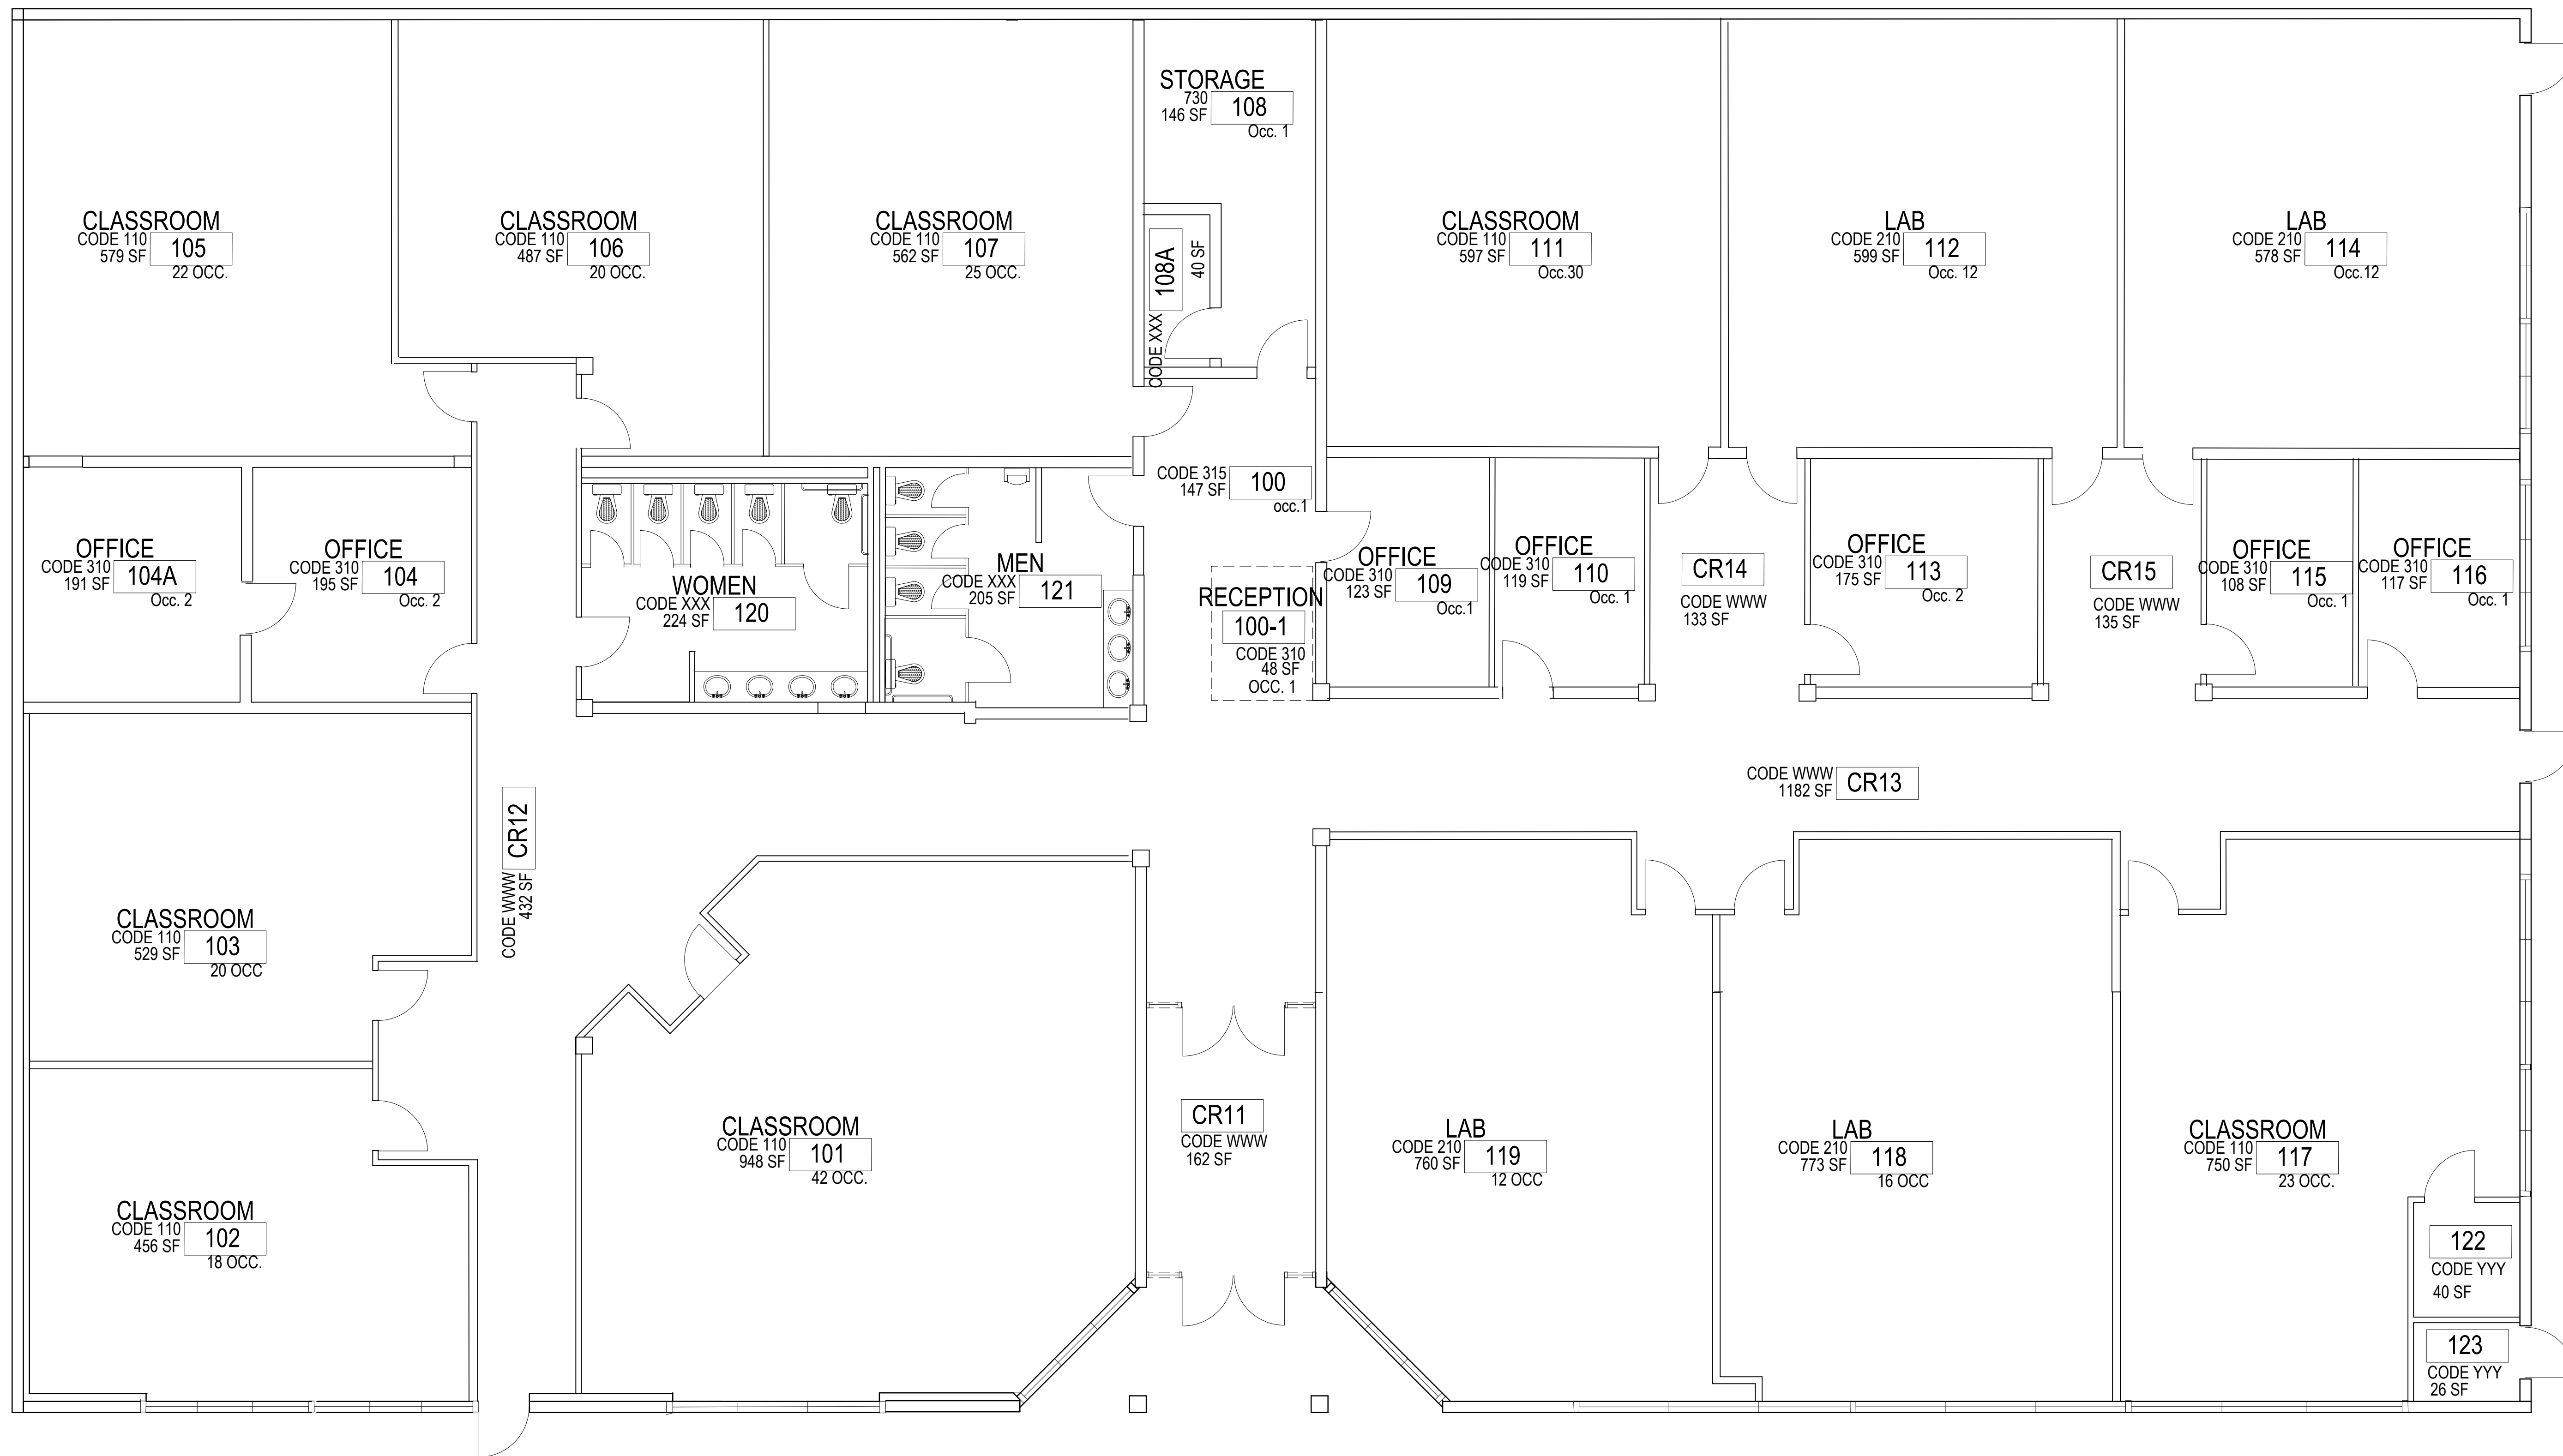 STORAGE
730
146 SF
108
Occ. 1
CLASSROOM
CODE 110
579 SF
105
22 OCC.
CLASSROOM
CODE 110
487 SF
106
20 OCC.
CLASSROOM
CODE 110
562 SF
107
25 OCC.
CODE XXX
108A
40 SF
CLASSROOM
CODE 110
597 SF
111
Occ.30
LAB
CODE 210
599 SF
112
Occ. 12
LAB
CODE 210
578 SF
114
Occ.12
CODE 315
147 SF
100
occ.1
OFFICE
CODE 310
191 SF
104A
Occ. 2
OFFICE
CODE 310
195 SF
104
Occ. 2
WOMEN
CODE XXX
224 SF
120
MEN
CODE XXX
205 SF
121
RECEPTION
100-1
CODE 310
48 SF
OCC. 1
OFFICE
CODE 310
123 SF
109
Occ.1
OFFICE
CODE 310
119 SF
110
Occ. 1
CR14
CODE WWW
133 SF
OFFICE
CODE 310
175 SF
113
Occ. 2
CR15
CODE WWW
135 SF
OFFICE
CODE 310
108 SF
115
Occ. 1
OFFICE
CODE 310
117 SF
116
Occ. 1
CODE WWW
1182 SF
CR13
CODE WWW
432 SF
CR12
CLASSROOM
CODE 110
529 SF
103
20 OCC
CLASSROOM
CODE 110
456 SF
102
18 OCC.
CLASSROOM
CODE 110
948 SF
101
42 OCC.
CR11
CODE WWW
162 SF
LAB
CODE 210
760 SF
119
12 OCC
LAB
CODE 210
773 SF
118
16 OCC
CLASSROOM
CODE 110
750 SF
117
23 OCC.
122
CODE YYY
40 SF
123
CODE YYY
26 SF